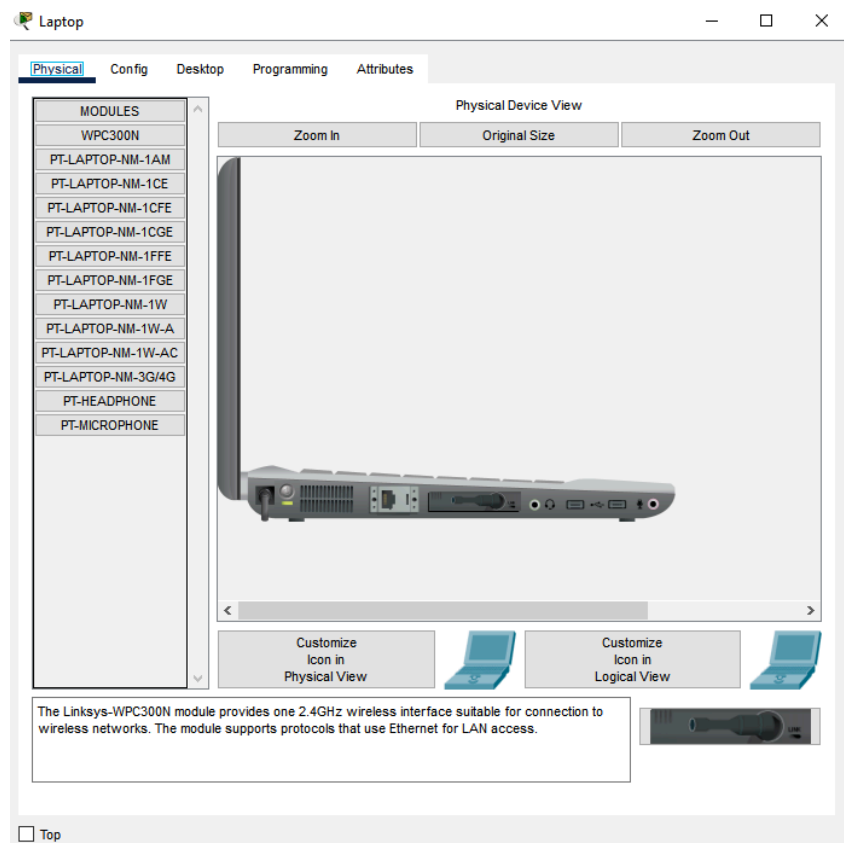 Laptop
Physical
Config
Desktop
Programming
Attributes
MODULES
WPC300N
PT-LAPTOP-NM-1AM
PT-LAPTOP-NM-1CE
PT-LAPTOP-NM-1CFE
PT-LAPTOP-NM-1CGE
PT-LAPTOP-NM-1FFE
PT-LAPTOP-NM-1FGE
PT-LAPTOP-NM-1W
PT-LAPTOP-NM-1W-A
PT-LAPTOP-NM-1W-AC
PT-LAPTOP-NM-3G/4G
PT-HEADPHONE
PT-MICROPHONE
Physical Device View
Zoom In
Original Size
Zoom Out
Customize
Icon in
Physical View
Customize
Icon in
Logical View
The Linksys-WPC300N module provides one 2.4GHz wireless interface suitable for connection to
wireless networks. The module supports protocols that use Ethernet for LAN access.
LINK
Top